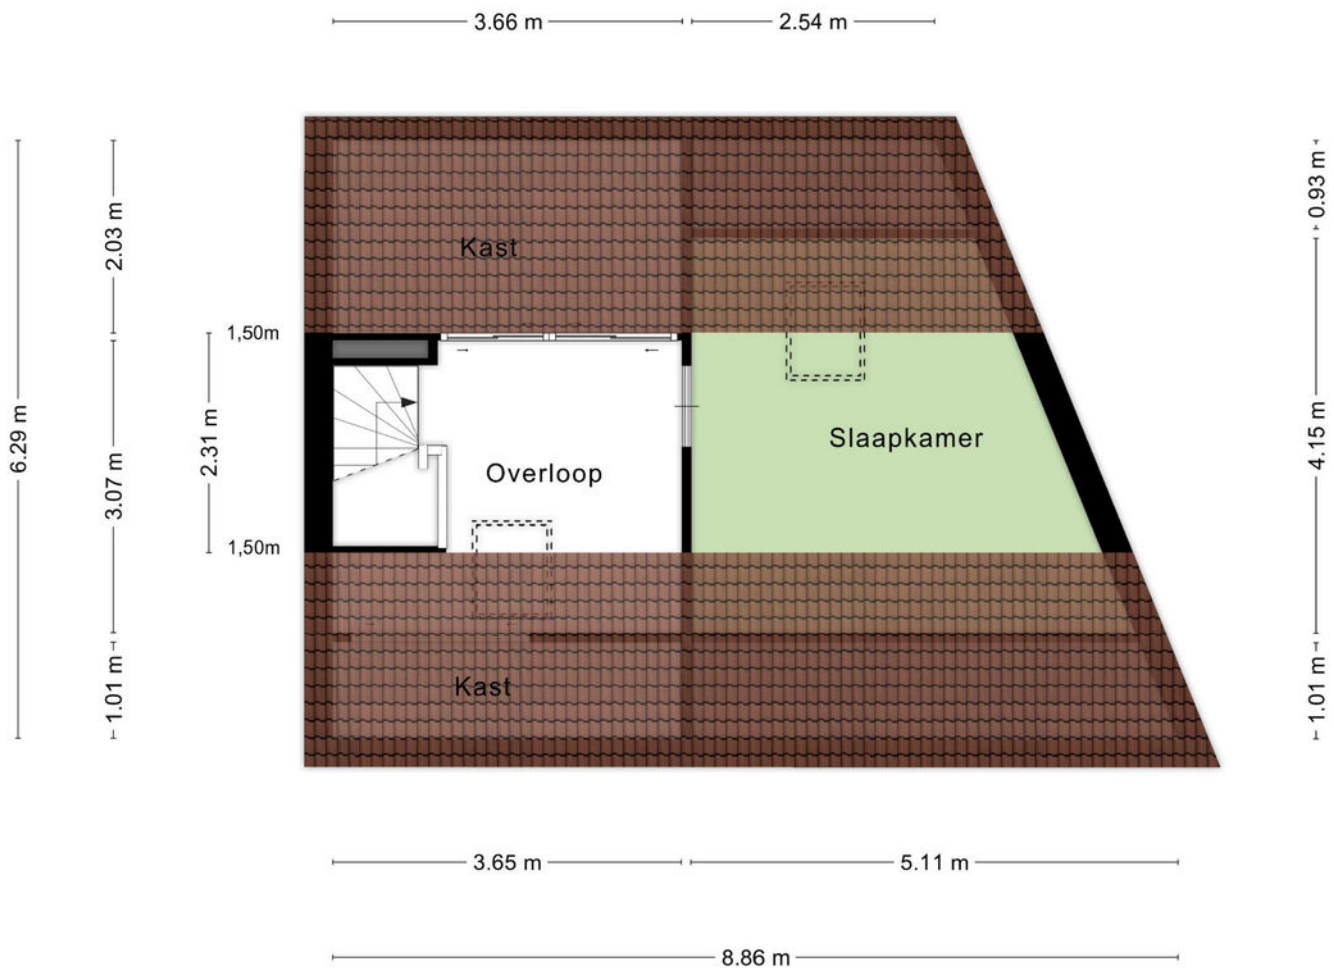 3.66 m
2.54 m
0.93 m
2.03 m
Kast
1,50m
6.29 m
2.31 m
3.07 m
Slaapkamer
4.15 m
Overloop
1,50m
1.01 m
Kast
1.01 m
3.65 m
5.11 m
8.86 m